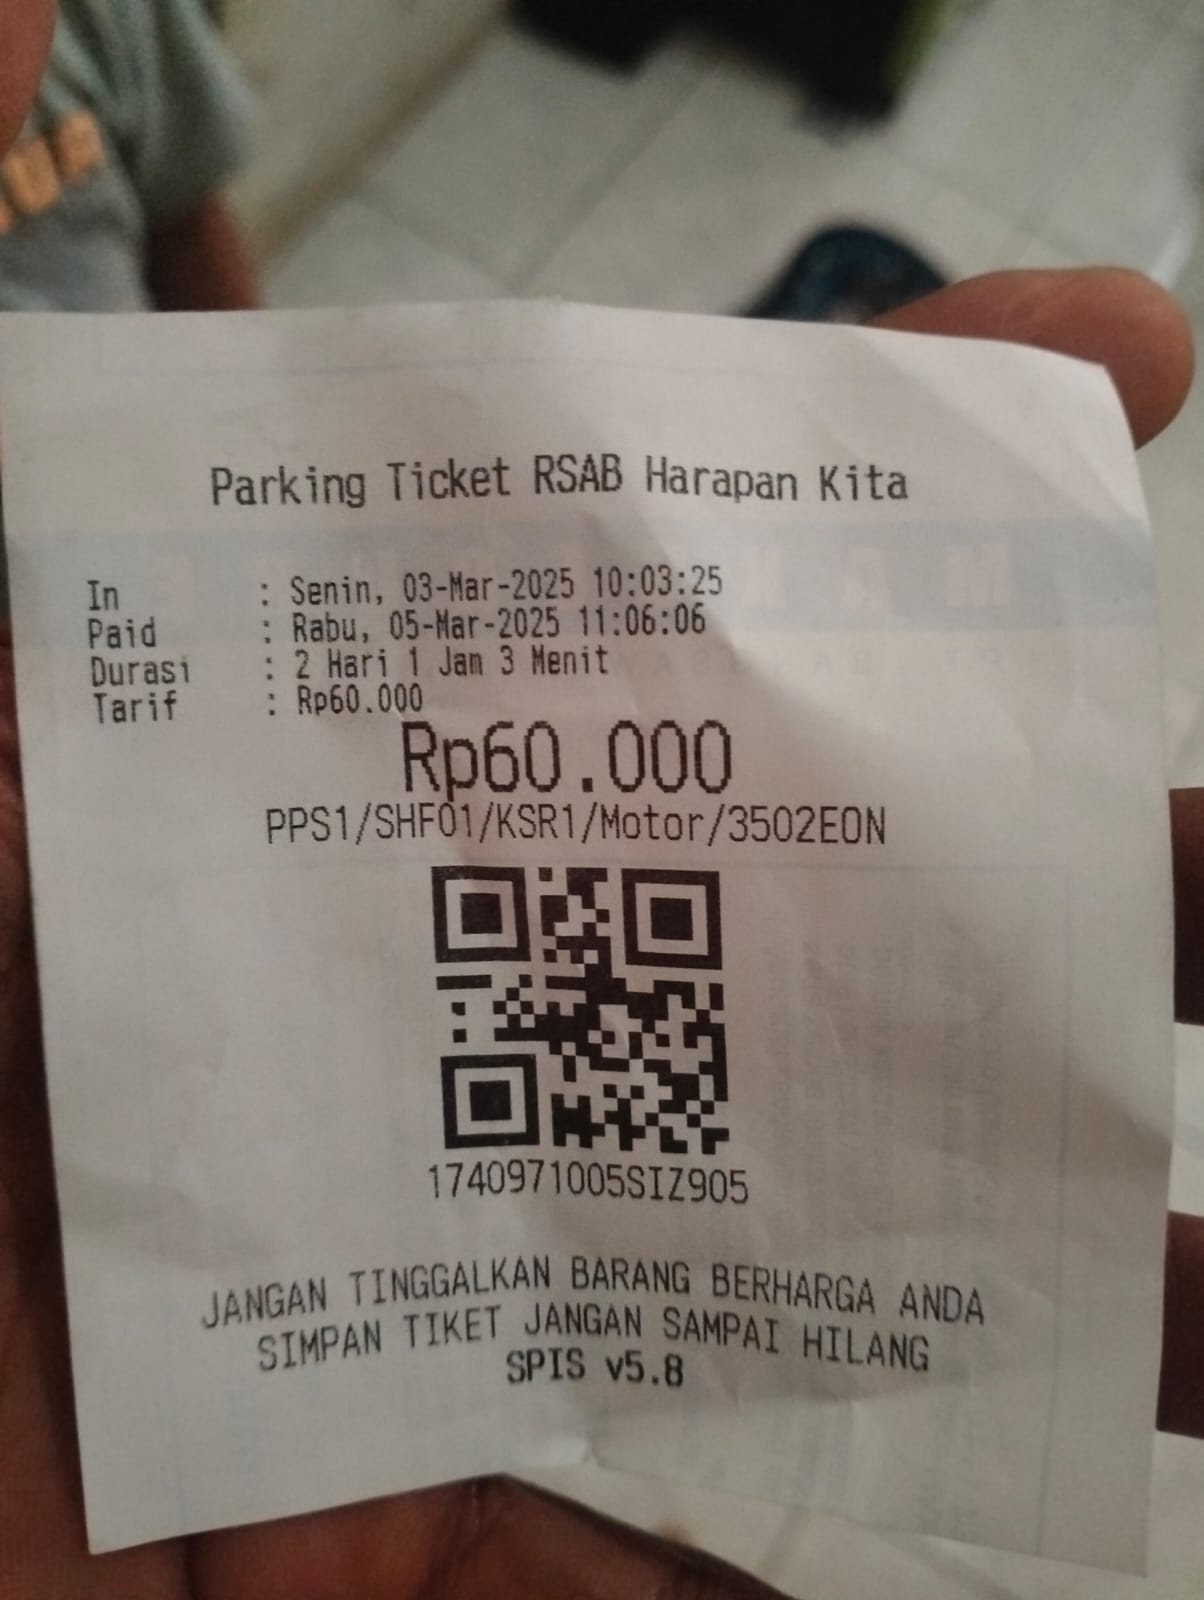 Parking Ticket RSAB Harapan Kita
In : Senin, 03-Mar-2025 10:03:25
Paid : Rabu, 05-Mar-2025 11:06:06
Durasi : 2 Hari 1 Jam 3 Menit
Tarif : Rp60.000
Rp60.000
PPS1/SHF01/KSR1/Motor/3502EON
1740971005SIZ905
JANGAN TINGGALKAN BARANG BERHARGA ANDA
SIMPAN TIKET JANGAN SAMPAI HILANG
SPIS v5.8